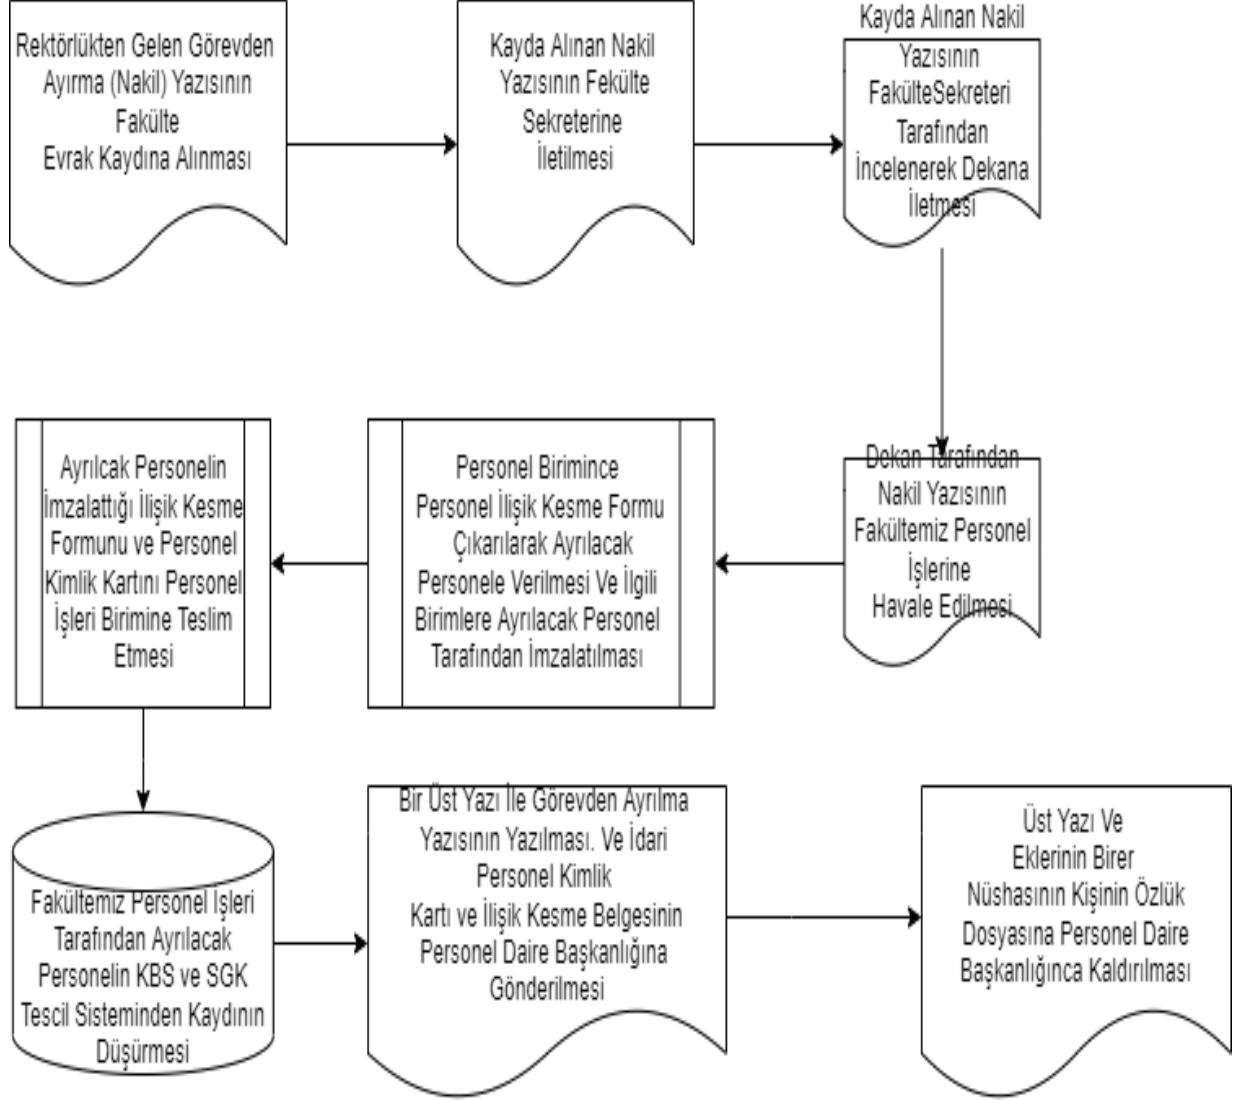 Rektörlükten Gelen Görevden
Ayırma (Nakil) Yazısının
Fakülte
Evrak Kaydına Alınması
Kayda Alınan Nakil
Yazısının Fekülte
Sekreterine
İletilmesi
Kayda Alınan Nakil
Yazısının
FakülteSekreteri
Tarafından
İncelenerek Dekana
İletmesi
Dekan Tarafından
Nakil Yazısının
Fakültemiz Personel
İşlerine
Havale Edilmesi
Personel Birimince
Personel İlişik Kesme Formu
Çıkarılarak Ayrılacak
Personele Verilmesi Ve İlgili
Birimlere Ayrılacak Personel
Tarafından İmzalatılması
Ayrılcak Personelin
İmzalattığı İlişik Kesme
Formunu ve Personel
Kimlik Kartını Personel
İşleri Birimine Teslim
Etmesi
Fakültemiz Personel İşleri
Tarafından Ayrılacak
Personelin KBS ve SGK
Tescil Sisteminden Kaydının
Düşürmesi
Bir Üst Yazı İle Görevden Ayrılma
Yazısının Yazılması. Ve İdari
Personel Kimlik
Kartı ve İlişik Kesme Belgesinin
Personel Daire Başkanlığına
Gönderilmesi
Üst Yazı Ve
Eklerinin Birer
Nüshasının Kişinin Özlük
Dosyasına Personel Daire
Başkanlığınca Kaldırılması